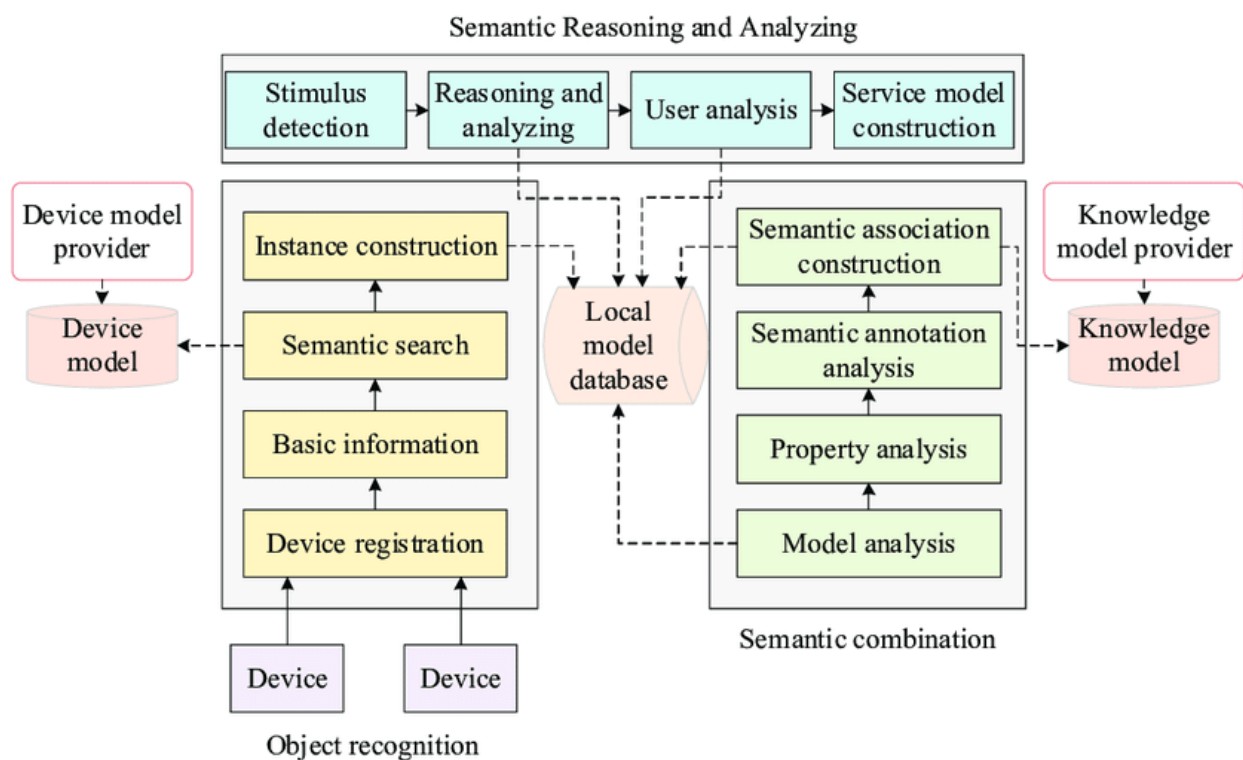 Semantic Reasoning and Analyzing
Stimulus
detection
Reasoning and
analyzing
User analysis
Service model
construction
Device model
provider
Device
model
Instance construction
Semantic search
Basic information
Device registration
Device
Device
Object recognition
Local
model
database
Semantic association
construction
Semantic annotation
analysis
Property analysis
Model analysis
Semantic combination
Knowledge
model provider
Knowledge
model